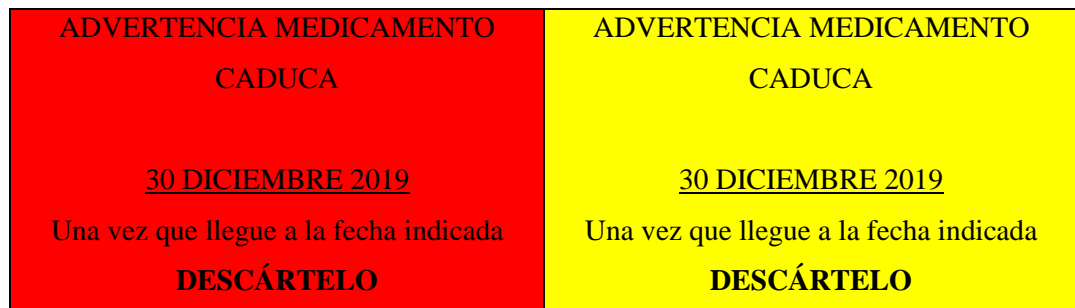 ADVERTENCIA MEDICAMENTO
CADUCA
30 DICIEMBRE 2019
Una vez que llegue a la fecha indicada
DESCÁRTELO
ADVERTENCIA MEDICAMENTO
CADUCA
30 DICIEMBRE 2019
Una vez que llegue a la fecha indicada
DESCÁRTELO